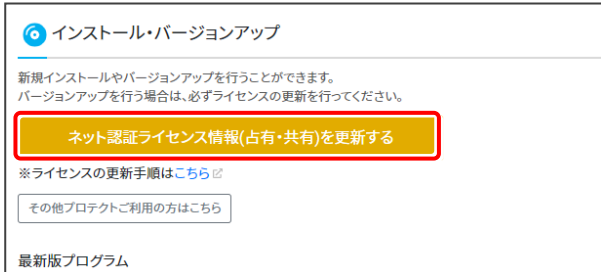 インストール・バージョンアップ
新規インストールやバージョンアップを行うことができます。
バージョンアップを行う場合は、必ずライセンスの更新を行ってください。
ネット認証ライセンス情報(占有・共有)を更新する
※ライセンスの更新手順はこちら
その他プロテクトご利用の方はこちら
最新版プログラム